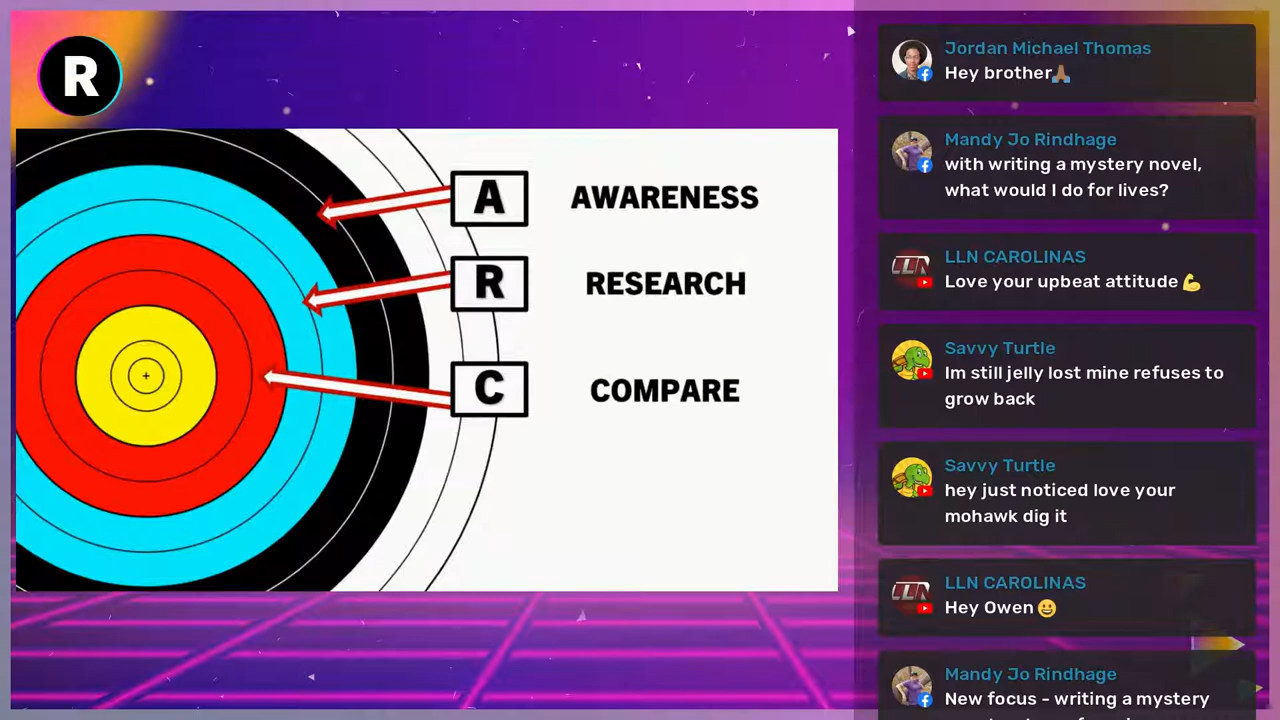 R
A AWARENESS
R RESEARCH
C COMPARE
Jordan Michael Thomas
Hey brother🙏🏾
Mandy Jo Rindhage
with writing a mystery novel,
what would I do for lives?
LLN CAROLINAS
LLN
Love your upbeat attitude 💪
Savvy Turtle
Im still jelly lost mine refuses to
grow back
Savvy Turtle
hey just noticed love your
mohawk dig it
LLN CAROLINAS
LLN
Hey Owen 😀
Mandy Jo Rindhage
New focus - writing a mystery